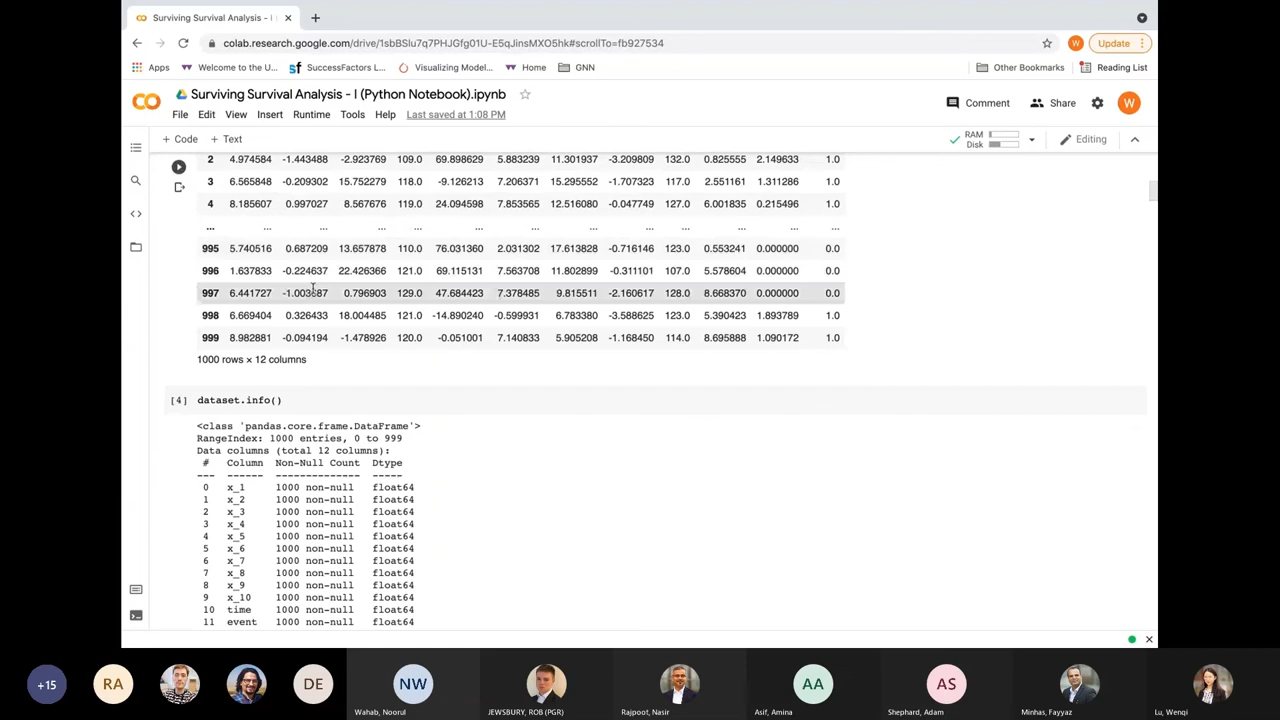 Surviving Survival Analysis - I
colab.research.google.com/drive/1sbBSlu7q7PHJGfg01U-E5qJinsMXO5hk#scrollTo=fb927534
W
Update
Apps
Welcome to the U...
SuccessFactors L...
Visualizing Model...
Home
GNN
Other Bookmarks
Reading List
Surviving Survival Analysis - I (Python Notebook).ipynb
Comment
Share
W
File Edit View Insert Runtime Tools Help Last saved at 1:08 PM
+ Code + Text
RAM
Disk
Editing
2 4.974584 -1.443488 -2.923769 109.0 69.898629 5.883239 11.301937 -3.209809 132.0 0.825555 2.149633 1.0
3 6.565848 -0.209302 15.752279 118.0 -9.126213 7.206371 15.295552 -1.707323 117.0 2.551161 1.311286 1.0
4 8.185607 0.997027 8.567676 119.0 24.094598 7.853565 12.516080 -0.047749 127.0 6.001835 0.215496 1.0
... ... ... ... ... ... ... ... ... ... ... ... ...
995 5.740516 0.687209 13.657878 110.0 76.031360 2.031302 17.613828 -0.716146 123.0 0.553241 0.000000 0.0
996 1.637833 -0.224637 22.426366 121.0 69.115131 7.563708 11.802899 -0.311101 107.0 5.578604 0.000000 0.0
997 6.441727 -1.003587 0.796903 129.0 47.684423 7.378485 9.815511 -2.160617 128.0 8.668370 0.000000 0.0
998 6.669404 0.326433 18.004485 121.0 -14.890240 -0.599931 6.783380 -3.588625 123.0 5.390423 1.893789 1.0
999 8.982881 -0.094194 -1.478926 120.0 -0.051001 7.140833 5.905208 -1.168450 114.0 8.695888 1.090172 1.0
1000 rows × 12 columns
[4] dataset.info()
<class 'pandas.core.frame.DataFrame'>
RangeIndex: 1000 entries, 0 to 999
Data columns (total 12 columns):
# Column Non-Null Count Dtype
--- ------ -------------- -----
0 x_1 1000 non-null float64
1 x_2 1000 non-null float64
2 x_3 1000 non-null float64
3 x_4 1000 non-null float64
4 x_5 1000 non-null float64
5 x_6 1000 non-null float64
6 x_7 1000 non-null float64
7 x_8 1000 non-null float64
8 x_9 1000 non-null float64
9 x_10 1000 non-null float64
10 time 1000 non-null float64
11 event 1000 non-null float64
+15
RA
DE
NW
AA
AS
Wahab, Noorul
JEWSBURY, ROB (PGR)
Rajpoot, Nasir
Asif, Amina
Shephard, Adam
Minhas, Fayyaz
Lu, Wenqi